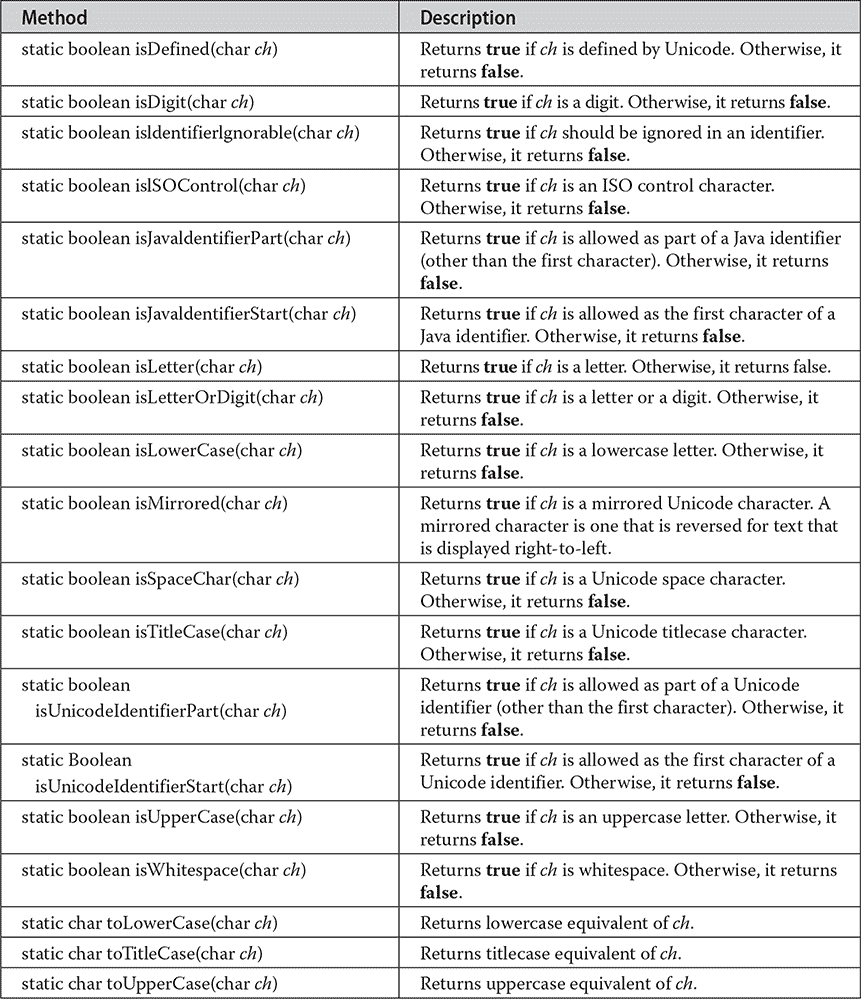 Method Description
static boolean isDefined(char ch) Returns true if ch is defined by Unicode. Otherwise, it
returns false.
static boolean isDigit(char ch) Returns true if ch is a digit. Otherwise, it returns false.
static boolean isIdentifierIgnorable(char ch) Returns true if ch should be ignored in an identifier.
Otherwise, it returns false.
static boolean isISOControl(char ch) Returns true if ch is an ISO control character.
Otherwise, it returns false.
static boolean isJavaIdentifierPart(char ch) Returns true if ch is allowed as part of a Java identifier
(other than the first character). Otherwise, it returns
false.
static boolean isJavaIdentifierStart(char ch) Returns true if ch is allowed as the first character of a
Java identifier. Otherwise, it returns false.
static boolean isLetter(char ch) Returns true if ch is a letter. Otherwise, it returns false.
static boolean isLetterOrDigit(char ch) Returns true if ch is a letter or a digit. Otherwise, it
returns false.
static boolean isLowerCase(char ch) Returns true if ch is a lowercase letter. Otherwise, it
returns false.
static boolean isMirrored(char ch) Returns true if ch is a mirrored Unicode character. A
mirrored character is one that is reversed for text that
is displayed right-to-left.
static boolean isSpaceChar(char ch) Returns true if ch is a Unicode space character.
Otherwise, it returns false.
static boolean isTitleCase(char ch) Returns true if ch is a Unicode titlecase character.
Otherwise, it returns false.
static boolean Returns true if ch is allowed as part of a Unicode
isUnicodeIdentifierPart(char ch) identifier (other than the first character). Otherwise, it
returns false.
static Boolean Returns true if ch is allowed as the first character of a
isUnicodeIdentifierStart(char ch) Unicode identifier. Otherwise, it returns false.
static boolean isUpperCase(char ch) Returns true if ch is an uppercase letter. Otherwise, it
returns false.
static boolean isWhitespace(char ch) Returns true if ch is whitespace. Otherwise, it returns
false.
static char toLowerCase(char ch) Returns lowercase equivalent of ch.
static char toTitleCase(char ch) Returns titlecase equivalent of ch.
static char toUpperCase(char ch) Returns uppercase equivalent of ch.